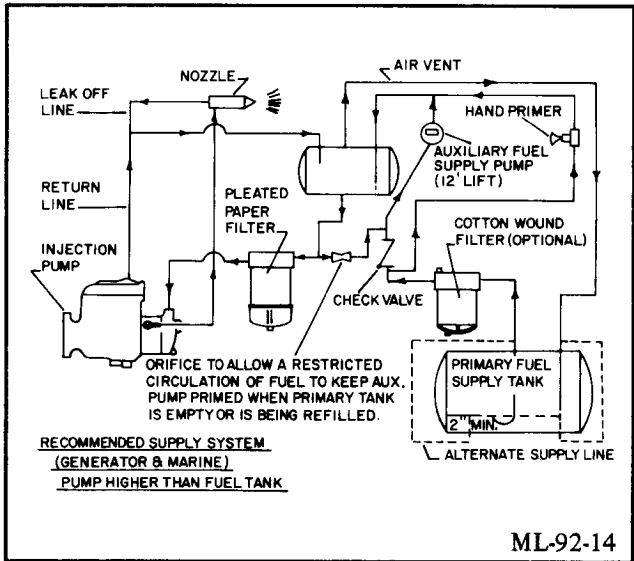 AIR VENT
NOZZLE
LEAK OFF
LINE
HAND PRIMER
AUXILIARY FUEL
SUPPLY PUMP
(12' LIFT)
PLEATED
PAPER
FILTER
RETURN
LINE
COTTON WOUND
FILTER (OPTIONAL)
INJECTION
PUMP
CHECK VALVE
ORIFICE TO ALLOW A RESTRICTED
CIRCULATION OF FUEL TO KEEP AUX.
PUMP PRIMED WHEN PRIMARY TANK
IS EMPTY OR IS BEING REFILLED.
PRIMARY FUEL
SUPPLY TANK
2" MIN.
ALTERNATE SUPPLY LINE
RECOMMENDED SUPPLY SYSTEM
(GENERATOR & MARINE)
PUMP HIGHER THAN FUEL TANK
ML-92-14